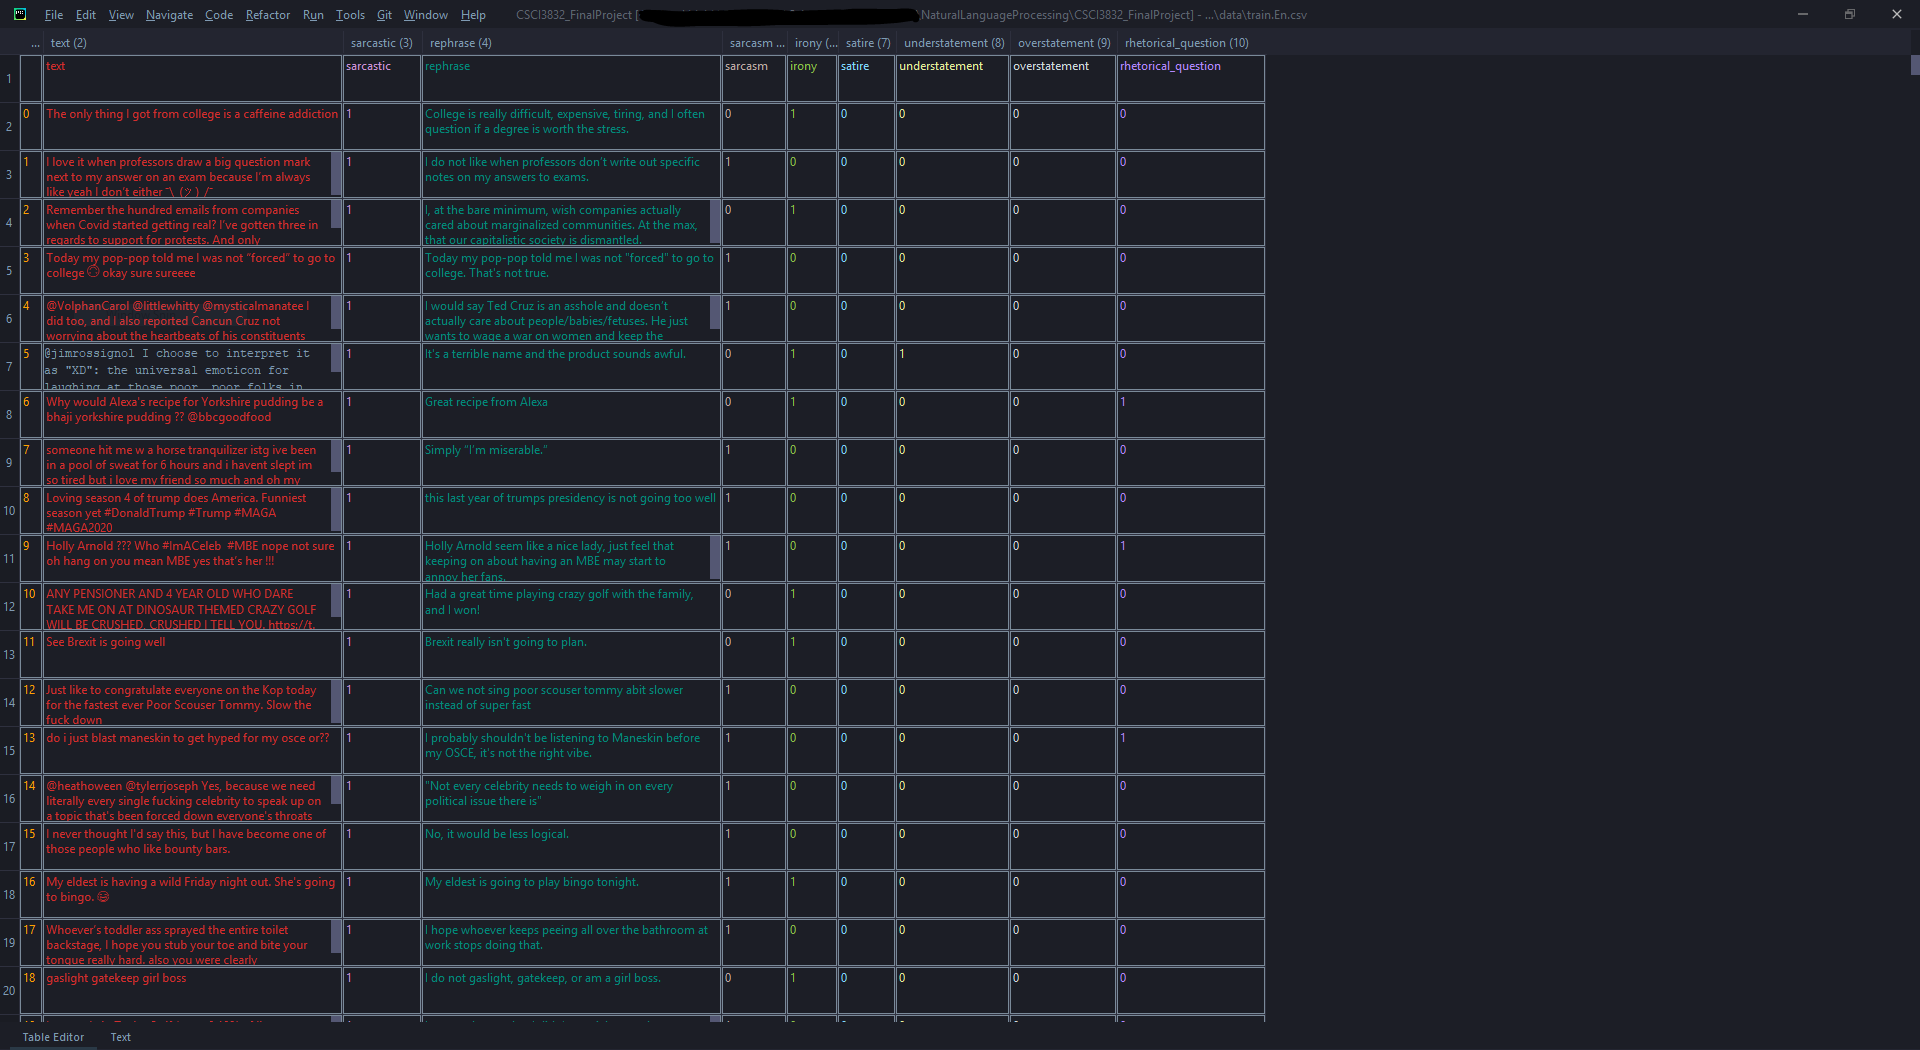 File Edit View Navigate Code Refactor Run Tools Git Window Help CSCI3832_FinalProject [ \NaturalLanguageProcessing\CSCI3832_FinalProject] - ...\data\train.En.csv
... text (2) sarcastic (3) rephrase (4) sarcasm ... irony (... satire (7) understatement (8) overstatement (9) rhetorical_question (10)
1 text sarcastic rephrase sarcasm irony satire understatement overstatement rhetorical_question
2 0 The only thing I got from college is a caffeine addiction 1 College is really difficult, expensive, tiring, and I often 0 1 0 0 0 0
question if a degree is worth the stress.
3 1 I love it when professors draw a big question mark 1 I do not like when professors don't write out specific 1 0 0 0 0 0
next to my answer on an exam because I'm always notes on my answers to exams.
like yeah I don't either ¯\_(ツ)_/¯
4 2 Remember the hundred emails from companies 1 I, at the bare minimum, wish companies actually 0 1 0 0 0 0
when Covid started getting real? I've gotten three in cared about marginalized communities. At the max,
regards to support for protests. And only that our capitalistic society is dismantled.
5 3 Today my pop-pop told me I was not "forced" to go to 1 Today my pop-pop told me I was not "forced" to go to 1 0 0 0 0 0
college 🙄 okay sure sureeee college. That's not true.
6 4 @VolphanCarol @littlewhitty @mysticalmanatee I 1 I would say Ted Cruz is an asshole and doesn't 1 0 0 0 0 0
did too, and I also reported Cancun Cruz not actually care about people/babies/fetuses. He just
worrying about the heartbeats of his constituents wants to wage a war on women and keep the
7 5 @jimrossignol I choose to interpret it 1 It's a terrible name and the product sounds awful. 0 1 0 1 0 0
as "XD": the universal emoticon for
laughing at those poor, poor folks in
8 6 Why would Alexa's recipe for Yorkshire pudding be a 1 Great recipe from Alexa 0 1 0 0 0 1
bhaji yorkshire pudding ?? @bbcgoodfood
9 7 someone hit me w a horse tranquilizer istg ive been 1 Simply "I'm miserable." 1 0 0 0 0 0
in a pool of sweat for 6 hours and i havent slept im
so tired but i love my friend so much and oh my
10 8 Loving season 4 of trump does America. Funniest 1 this last year of trumps presidency is not going too well 1 0 0 0 0 0
season yet #DonaldTrump #Trump #MAGA
#MAGA2020
11 9 Holly Arnold ??? Who #ImACeleb #MBE nope not sure 1 Holly Arnold seem like a nice lady, just feel that 1 0 0 0 0 1
oh hang on you mean MBE yes that's her !!! keeping on about having an MBE may start to
annoy her fans.
12 10 ANY PENSIONER AND 4 YEAR OLD WHO DARE 1 Had a great time playing crazy golf with the family, 0 1 0 0 0 0
TAKE ME ON AT DINOSAUR THEMED CRAZY GOLF and I won!
WILL BE CRUSHED. CRUSHED I TELL YOU. https://t.
13 11 See Brexit is going well 1 Brexit really isn't going to plan. 0 1 0 0 0 0
14 12 Just like to congratulate everyone on the Kop today 1 Can we not sing poor scouser tommy abit slower 1 0 0 0 0 0
for the fastest ever Poor Scouser Tommy. Slow the instead of super fast
fuck down
15 13 do i just blast maneskin to get hyped for my osce or?? 1 I probably shouldn't be listening to Maneskin before 1 0 0 0 0 1
my OSCE, it's not the right vibe.
16 14 @heathoween @tylerrjoseph Yes, because we need 1 "Not every celebrity needs to weigh in on every 1 0 0 0 0 0
literally every single fucking celebrity to speak up on political issue there is"
a topic that's been forced down everyone's throats
17 15 I never thought I'd say this, but I have become one of 1 No, it would be less logical. 1 0 0 0 0 0
those people who like bounty bars.
18 16 My eldest is having a wild Friday night out. She's going 1 My eldest is going to play bingo tonight. 1 1 0 0 0 0
to bingo. 😂
19 17 Whoever's toddler ass sprayed the entire toilet 1 I hope whoever keeps peeing all over the bathroom at 1 0 0 0 0 0
backstage, I hope you stub your toe and bite your work stops doing that.
tongue really hard. also you were clearly
20 18 gaslight gatekeep girl boss 1 I do not gaslight, gatekeep, or am a girl boss. 0 1 0 0 0 0
Table Editor Text